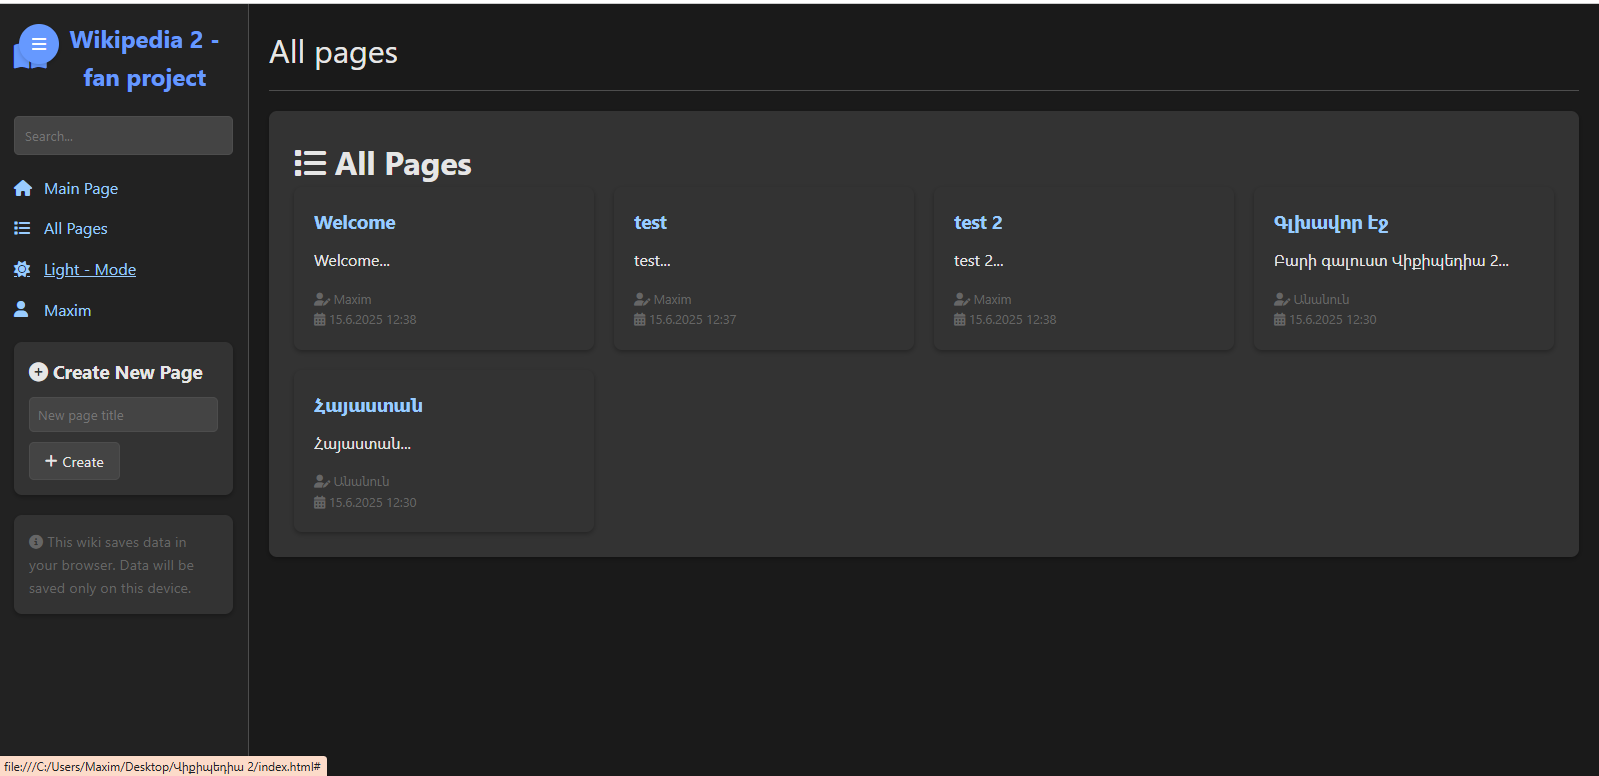 Wikipedia 2 -
fan project
Search...
Main Page
All Pages
Light - Mode
Maxim
Create New Page
New page title
Create
This wiki saves data in
your browser. Data will be
saved only on this device.
All pages
All Pages
Welcome
Welcome...
Maxim
15.6.2025 12:38
test
test...
Maxim
15.6.2025 12:37
test 2
test 2...
Maxim
15.6.2025 12:38
Գլխավոր էջ
Բարի գալուստ Վիքիպեդիա 2...
Անանուն
15.6.2025 12:30
Հայաստան
Հայաստան...
Անանուն
15.6.2025 12:30
file:///C:/Users/Maxim/Desktop/Վիքիպեդիա 2/index.html#